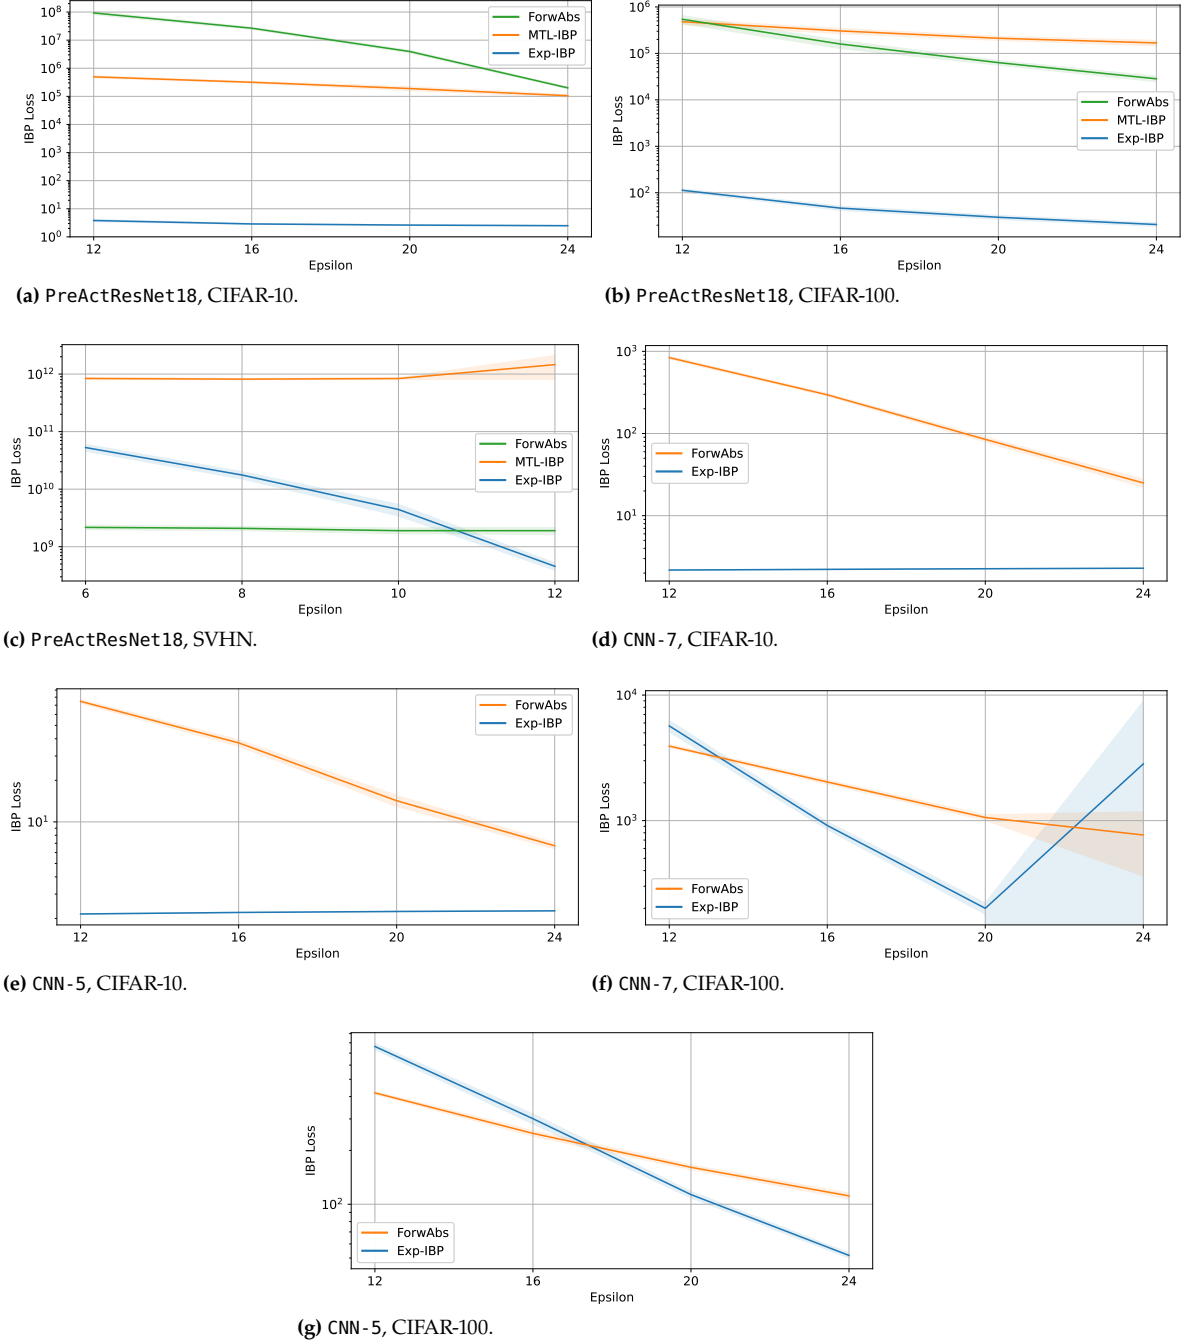 10^8
10^7
10^6
10^5
10^4
10^3
10^2
10^1
10^0
IBP Loss
ForwAbs
MTL-IBP
Exp-IBP
12 16 20 24
Epsilon
(a) PreActResNet18, CIFAR-10.
10^6
10^5
10^4
10^3
10^2
IBP Loss
ForwAbs
MTL-IBP
Exp-IBP
12 16 20 24
Epsilon
(b) PreActResNet18, CIFAR-100.
10^12
10^11
10^10
10^9
IBP Loss
ForwAbs
MTL-IBP
Exp-IBP
6 8 10 12
Epsilon
(c) PreActResNet18, SVHN.
10^3
10^2
10^1
IBP Loss
ForwAbs
Exp-IBP
12 16 20 24
Epsilon
(d) CNN-7, CIFAR-10.
10^1
IBP Loss
ForwAbs
Exp-IBP
12 16 20 24
Epsilon
(e) CNN-5, CIFAR-10.
10^4
10^3
IBP Loss
ForwAbs
Exp-IBP
12 16 20 24
Epsilon
(f) CNN-7, CIFAR-100.
10^2
IBP Loss
ForwAbs
Exp-IBP
12 16 20 24
Epsilon
(g) CNN-5, CIFAR-100.